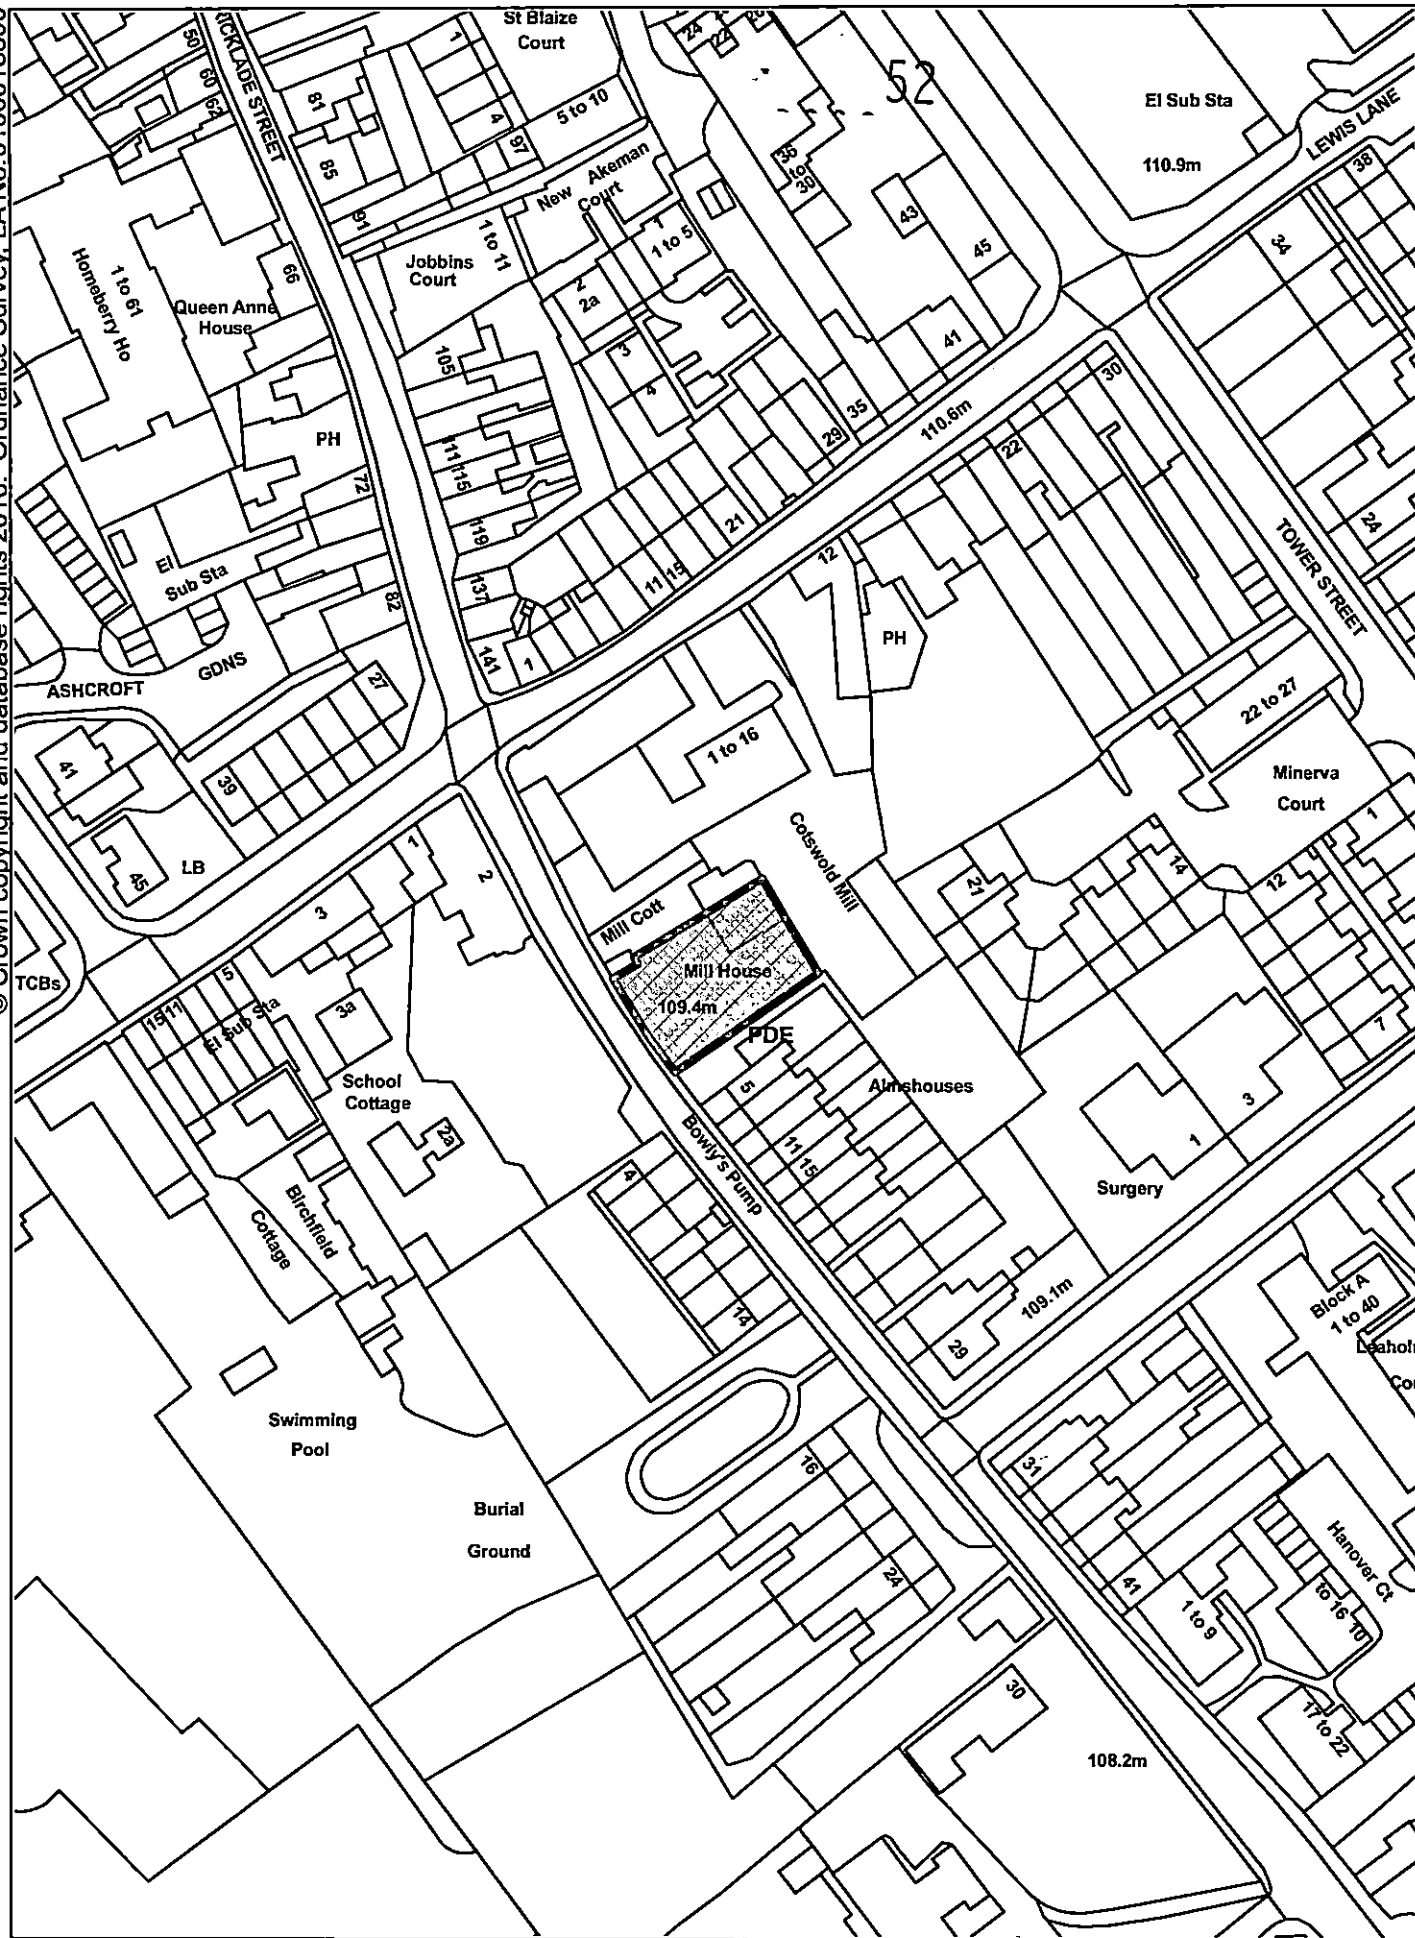 St Blaize
Court
50
60
62
RICKLADE STREET
81
85
91
1
4
97
5 to 10
24
52
El Sub Sta
110.9m
LEWIS LANE
38
34
New Akeman
Court
1 to 11
Jobbins
Court
1
1 to 5
2
2a
3
4
43
45
41
35
29
110.6m
30
22
1 to 61
Homeberry Ho
Queen Anne
House
66
PH
72
105
111
115
119
137
141
1
11
15
21
12
PH
24
TOWER STREET
El
Sub Sta
82
GDNS
ASHCROFT
27
39
41
45
LB
TCBs
1 to 16
22 to 27
Minerva
Court
1
14
12
21
7
Cotswold Mill
Mill Cott
Mill House
109.4m
PDE
1
2
3
5
11
15
El Sub Sta
3a
School
Cottage
2a
Birchfield
Cottage
Almshouses
5
11
15
Bowly's Pump
4
14
Surgery
1
3
109.1m
29
Block A
1 to 40
Swimming
Pool
Burial
Ground
16
24
31
41
1 to 9
Hanover Ct
10
to 16
17 to 22
30
108.2m